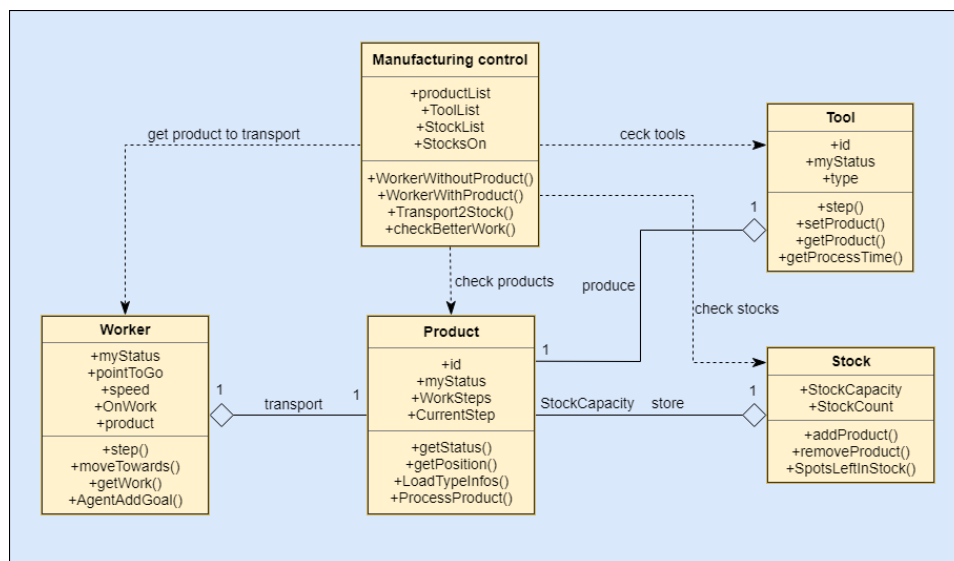 Manufacturing control
+productList
+ToolList
+StockList
+StocksOn
+WorkerWithoutProduct()
+WorkerWithProduct()
+Transport2Stock()
+checkBetterWork()
get product to transport
ceck tools
Tool
+id
+myStatus
+type
+step()
+setProduct()
+getProduct()
+getProcessTime()
1
check products
produce
check stocks
1
Worker
+myStatus
+pointToGo
+speed
+OnWork
+product
+step()
+moveTowards()
+getWork()
+AgentAddGoal()
1
transport
1
Product
+id
+myStatus
+WorkSteps
+CurrentStep
+getStatus()
+getPosition()
+LoadTypeInfos()
+ProcessProduct()
StockCapacity
store
1
Stock
+StockCapacity
+StockCount
+addProduct()
+removeProduct()
+SpotsLeftInStock()